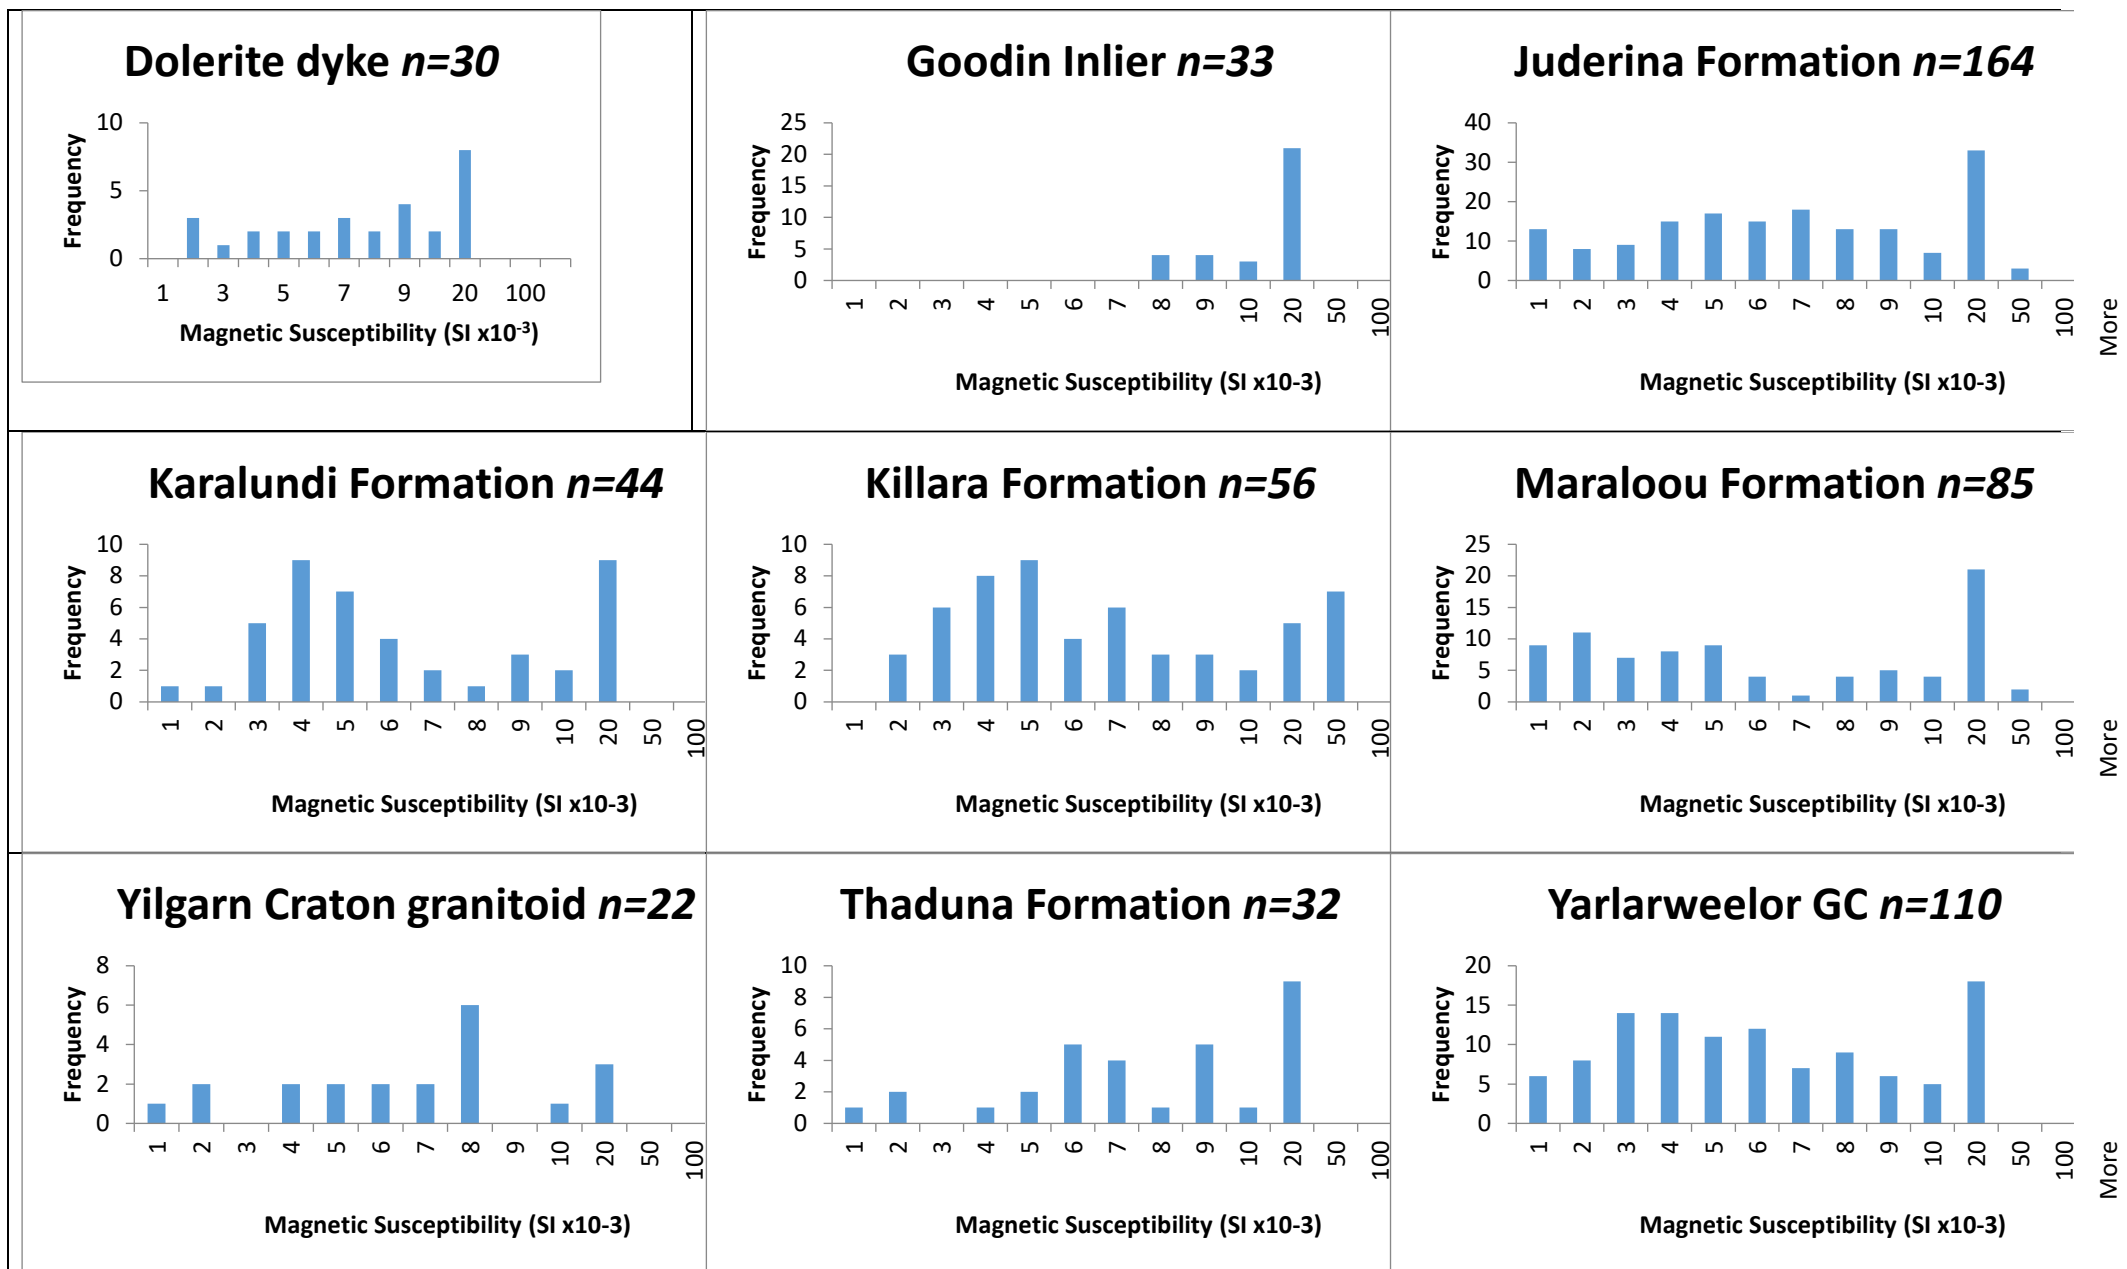 Dolerite dyke n=30
10
5
0
Frequency
1 3 5 7 9 20 100
Magnetic Susceptibility (SI x10-3)
Goodin Inlier n=33
25
20
15
10
5
0
Frequency
1 2 3 4 5 6 7 8 9 10 20 50 100
Magnetic Susceptibility (SI x10-3)
Juderina Formation n=164
40
30
20
10
0
Frequency
1 2 3 4 5 6 7 8 9 10 20 50 100 More
Magnetic Susceptibility (SI x10-3)
Karalundi Formation n=44
10
8
6
4
2
0
Frequency
1 2 3 4 5 6 7 8 9 10 20 50 100
Magnetic Susceptibility (SI x10-3)
Killara Formation n=56
10
8
6
4
2
0
Frequency
1 2 3 4 5 6 7 8 9 10 20 50 100
Magnetic Susceptibility (SI x10-3)
Maraloou Formation n=85
25
20
15
10
5
0
Frequency
1 2 3 4 5 6 7 8 9 10 20 50 100 More
Magnetic Susceptibility (SI x10-3)
Yilgarn Craton granitoid n=22
8
6
4
2
0
Frequency
1 2 3 4 5 6 7 8 9 10 20 50 100
Magnetic Susceptibility (SI x10-3)
Thaduna Formation n=32
10
8
6
4
2
0
Frequency
1 2 3 4 5 6 7 8 9 10 20 50 100
Magnetic Susceptibility (SI x10-3)
Yarlarweelor GC n=110
20
15
10
5
0
Frequency
1 2 3 4 5 6 7 8 9 10 20 50 100 More
Magnetic Susceptibility (SI x10-3)